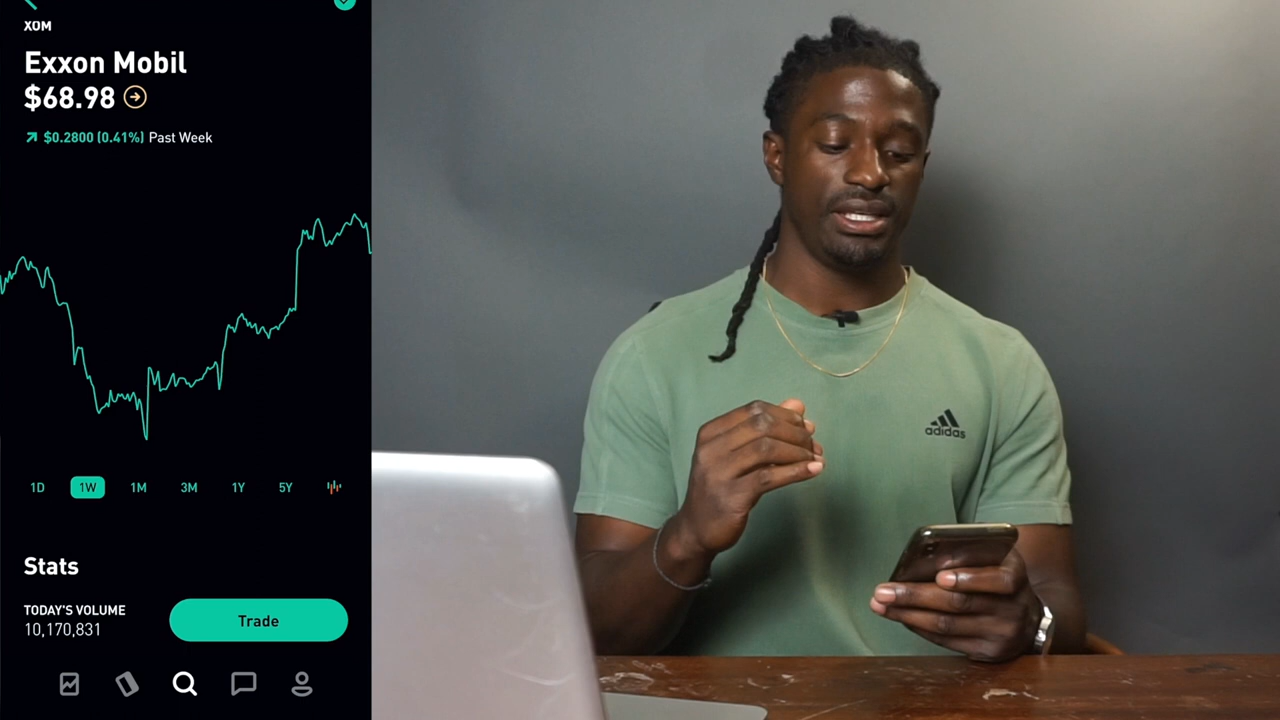 XOM
Exxon Mobil
$68.98
$0.2800 (0.41%) Past Week
1D 1W 1M 3M 1Y 5Y
Stats
TODAY'S VOLUME
10,170,831
Trade
adidas